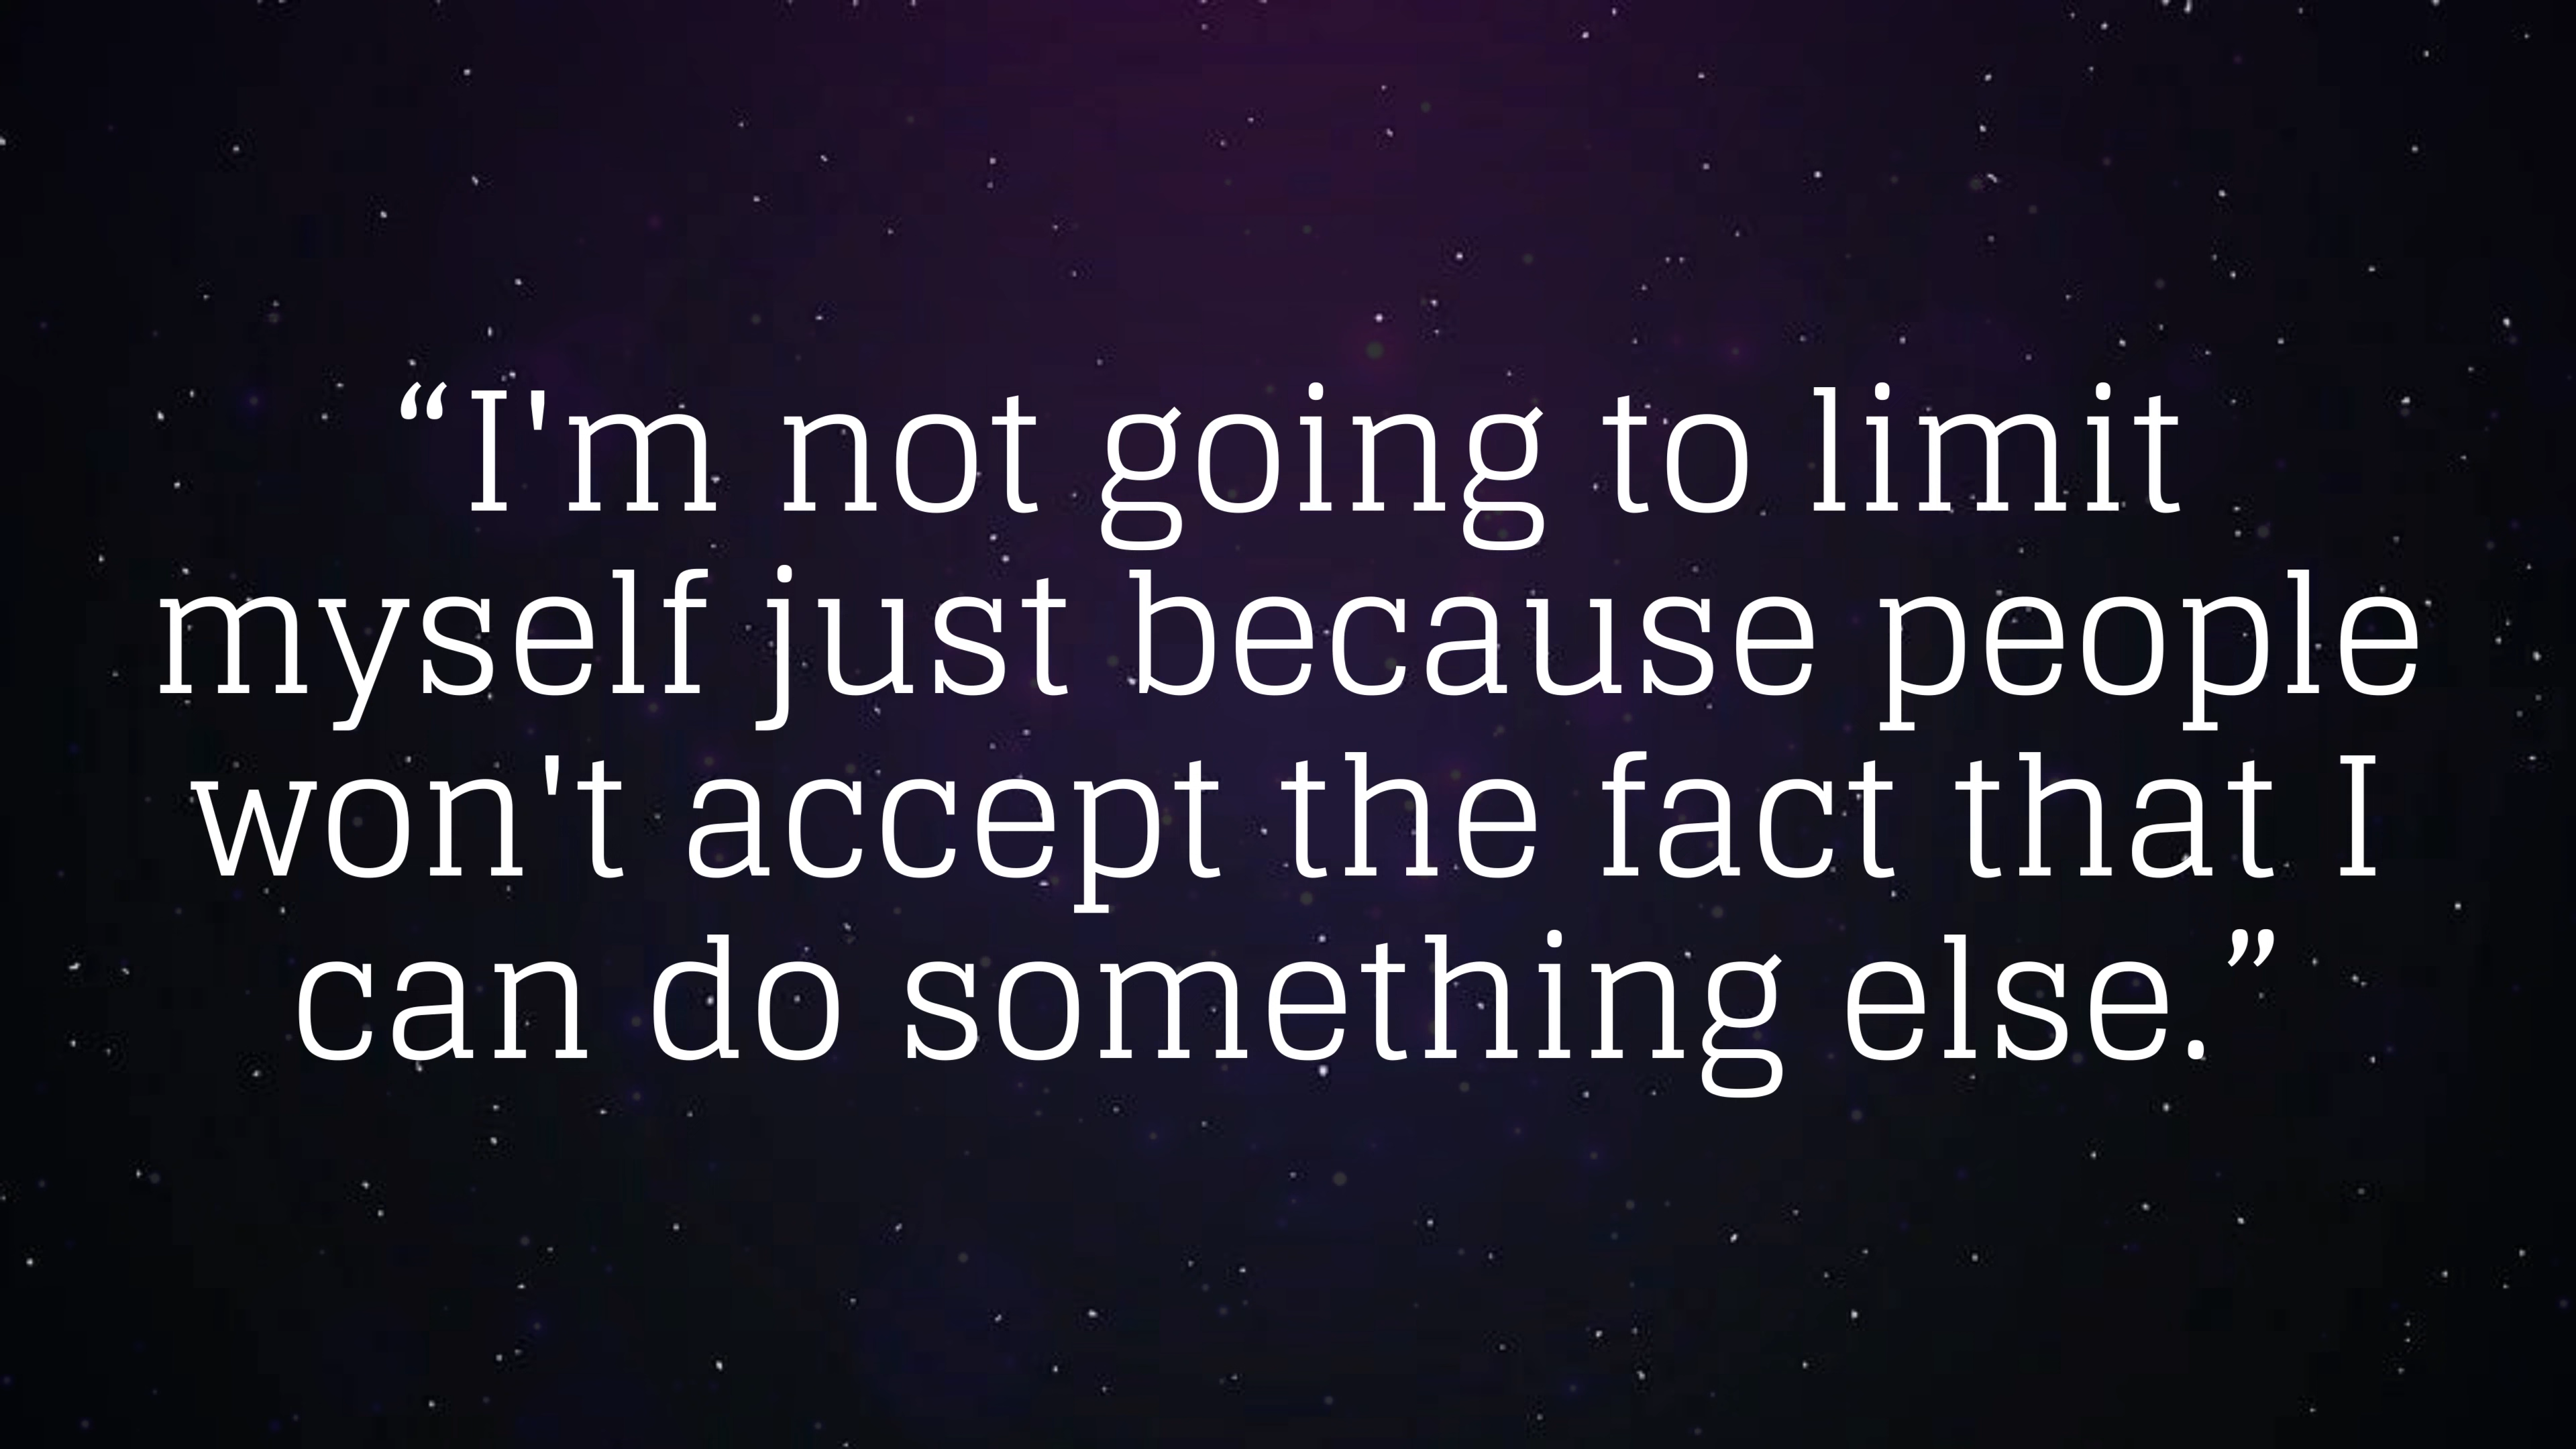 “I'm not going to limit
myself just because people
won't accept the fact that I
can do something else.”